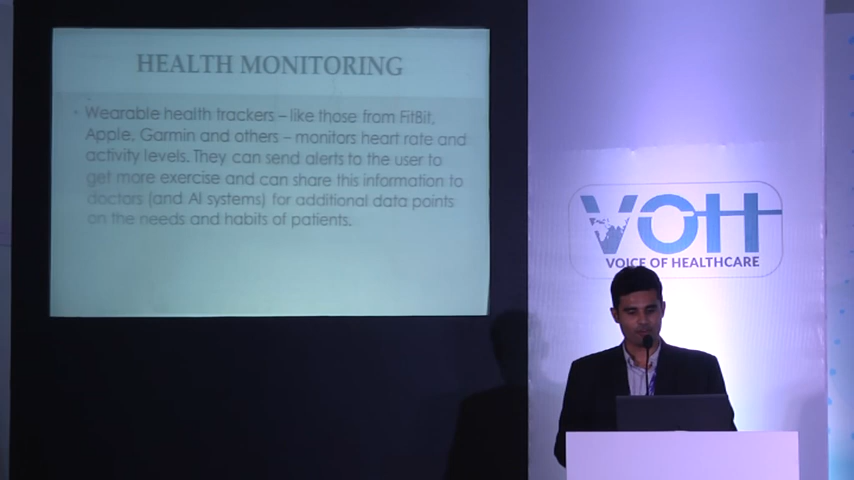 HEALTH MONITORING
• Wearable health trackers – like those from FitBit,
Apple, Garmin and others – monitors heart rate and
activity levels. They can send alerts to the user to
get more exercise and can share this information to
doctors (and AI systems) for additional data points
on the needs and habits of patients.
VOH
VOICE OF HEALTHCARE